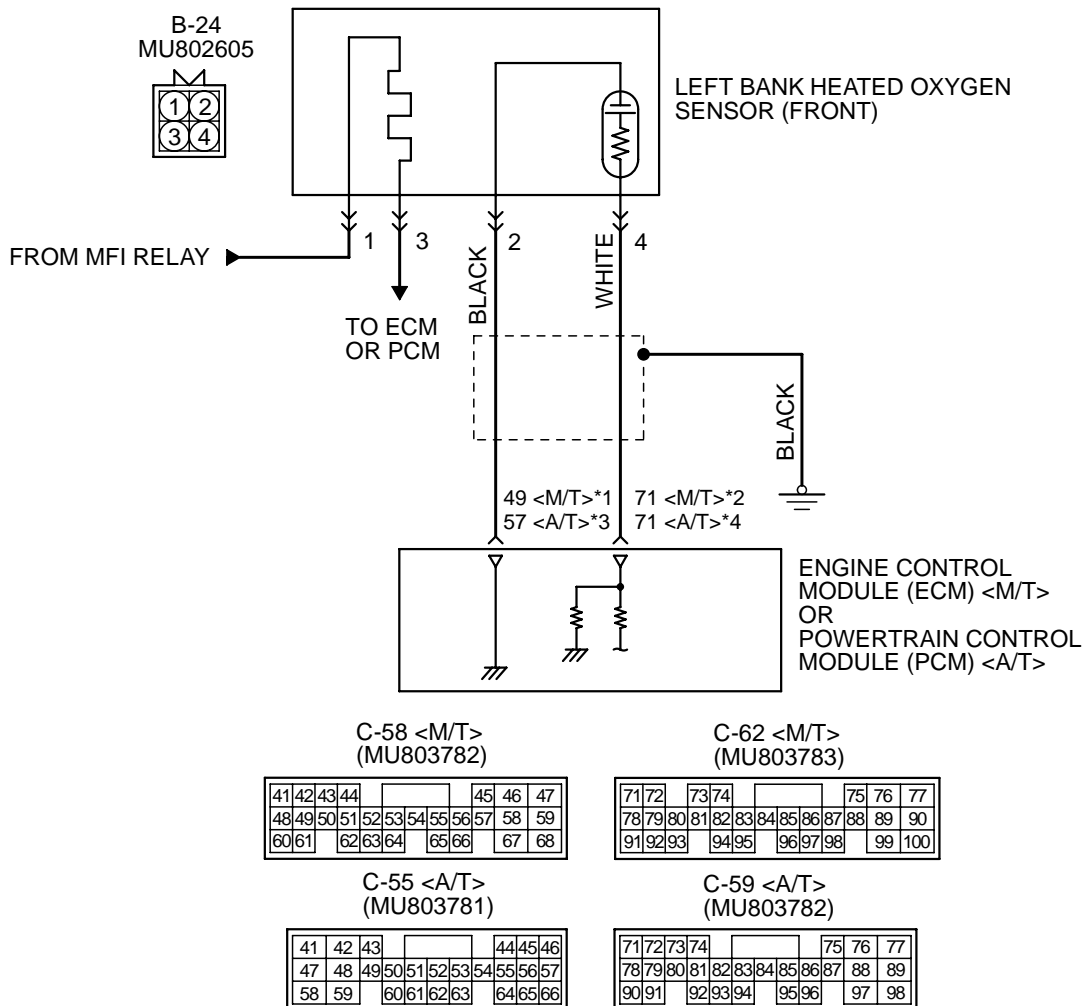 B-24
MU802605
1 2
3 4
LEFT BANK HEATED OXYGEN
SENSOR (FRONT)
1 3 2 4
FROM MFI RELAY
BLACK
WHITE
TO ECM
OR PCM
BLACK
49 <M/T>*1 71 <M/T>*2
57 <A/T>*3 71 <A/T>*4
ENGINE CONTROL
MODULE (ECM) <M/T>
OR
POWERTRAIN CONTROL
MODULE (PCM) <A/T>
C-58 <M/T>
(MU803782)
41 42 43 44 45 46 47
48 49 50 51 52 53 54 55 56 57 58 59
60 61 62 63 64 65 66 67 68
C-62 <M/T>
(MU803783)
71 72 73 74 75 76 77
78 79 80 81 82 83 84 85 86 87 88 89 90
91 92 93 94 95 96 97 98 99 100
C-55 <A/T>
(MU803781)
41 42 43 44 45 46
47 48 49 50 51 52 53 54 55 56 57
58 59 60 61 62 63 64 65 66
C-59 <A/T>
(MU803782)
71 72 73 74 75 76 77
78 79 80 81 82 83 84 85 86 87 88 89
90 91 92 93 94 95 96 97 98